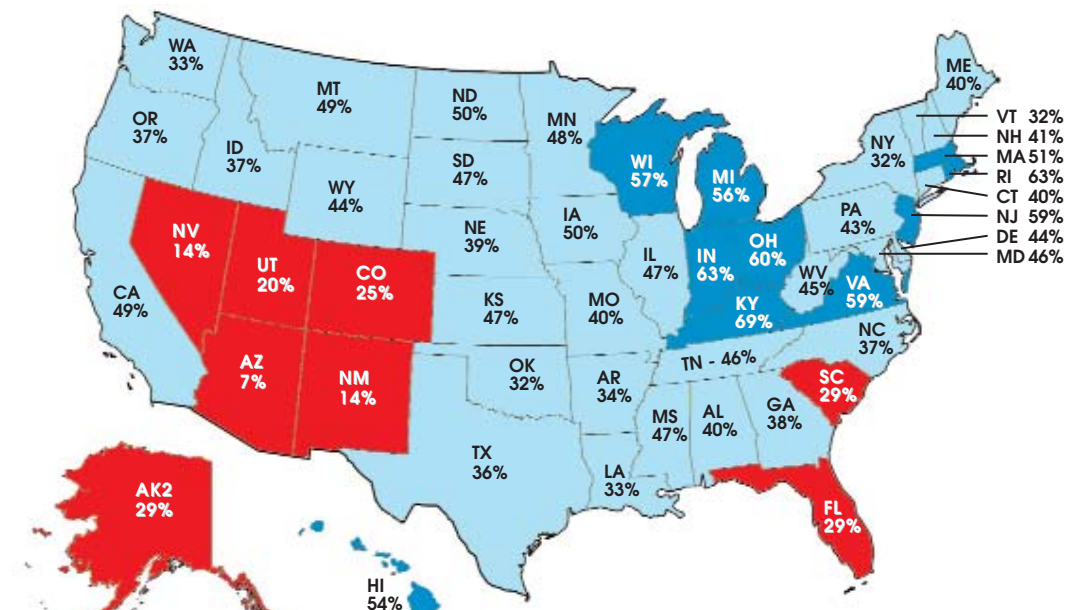 WA
33%
OR
37%
ID
37%
MT
49%
ND
50%
MN
48%
SD
47%
WY
44%
NE
39%
IA
50%
WI
57%
MI
56%
ME
40%
VT 32%
NH 41%
MA 51%
RI 63%
CT 40%
NJ 59%
DE 44%
MD 46%
NY
32%
PA
43%
NV
14%
UT
20%
CO
25%
CA
49%
KS
47%
MO
40%
IL
47%
IN
63%
OH
60%
WV
45%
VA
59%
KY
69%
NC
37%
TN - 46%
AZ
7%
NM
14%
OK
32%
AR
34%
SC
29%
MS
47%
AL
40%
GA
38%
TX
36%
LA
33%
FL
29%
AK2
29%
HI
54%